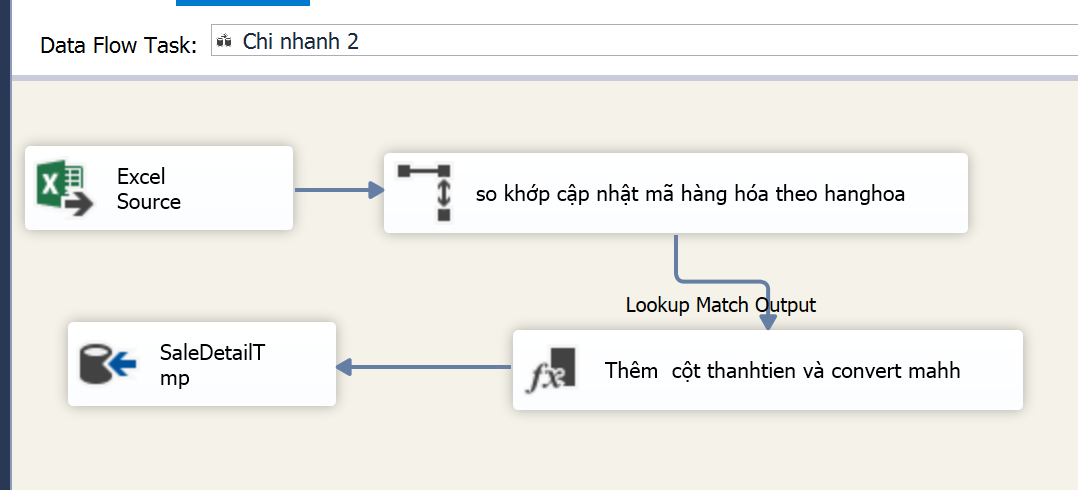 Data Flow Task: Chi nhanh 2
Excel
Source
so khớp cập nhật mã hàng hóa theo hanghoa
Lookup Match Output
SaleDetailT
mp
Thêm  cột thanhtien và convert mahh